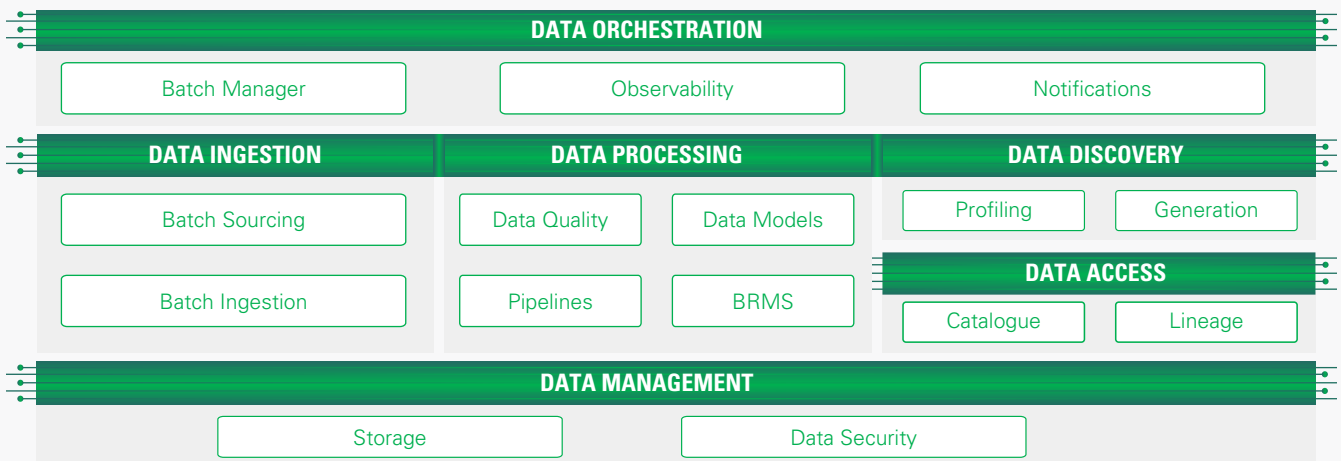 DATA ORCHESTRATION
Batch Manager
Observability
Notifications
DATA INGESTION
Batch Sourcing
Batch Ingestion
DATA PROCESSING
Data Quality
Data Models
Pipelines
BRMS
DATA DISCOVERY
Profiling
Generation
DATA ACCESS
Catalogue
Lineage
DATA MANAGEMENT
Storage
Data Security